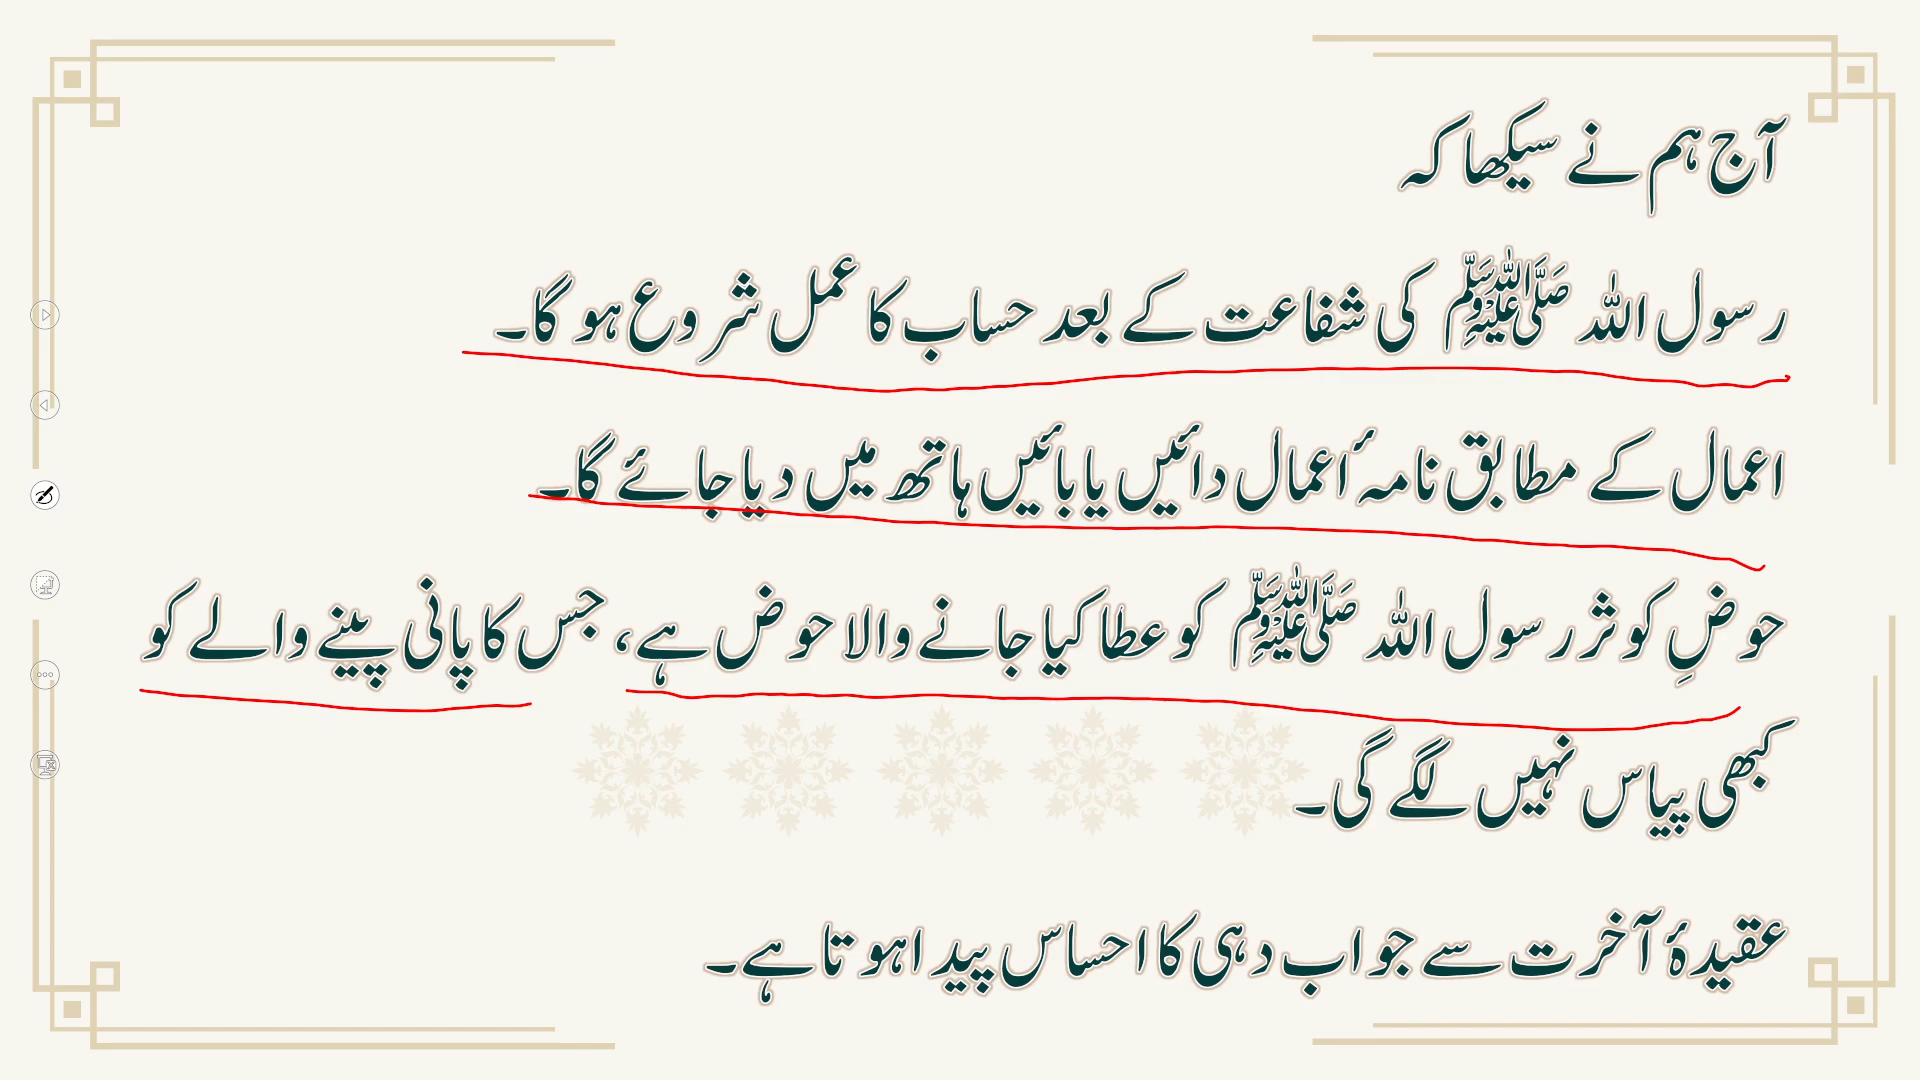 آج ہم نے سیکھا کہ
رسول اللہ ﷺ کی شفاعت کے بعد حساب کا عمل شروع ہو گا۔
اعمال کے مطابق نامہ ٔاعمال دائیں یا بائیں ہاتھ میں دیا جائے گا۔
حوضِ کوثر رسول اللہ ﷺ کو عطا کیا جانے والا حوض ہے، جس کا پانی پینے والے کو
کبھی پیاس نہیں لگے گی۔
عقیدۂ آخرت سے جواب دہی کا احساس پیدا ہوتا ہے۔